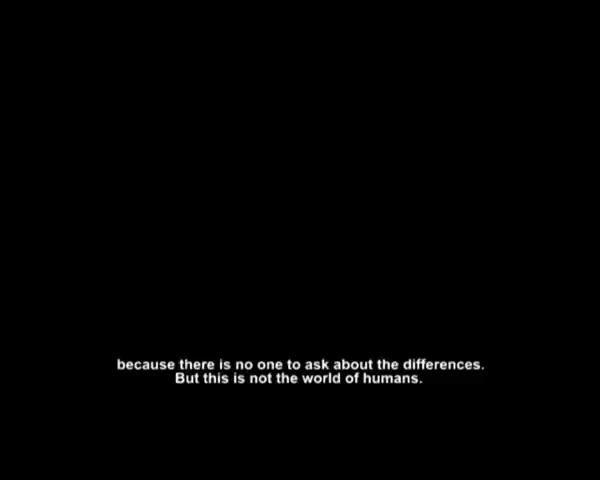 because there is no one to ask about the differences.
But this is not the world of humans.